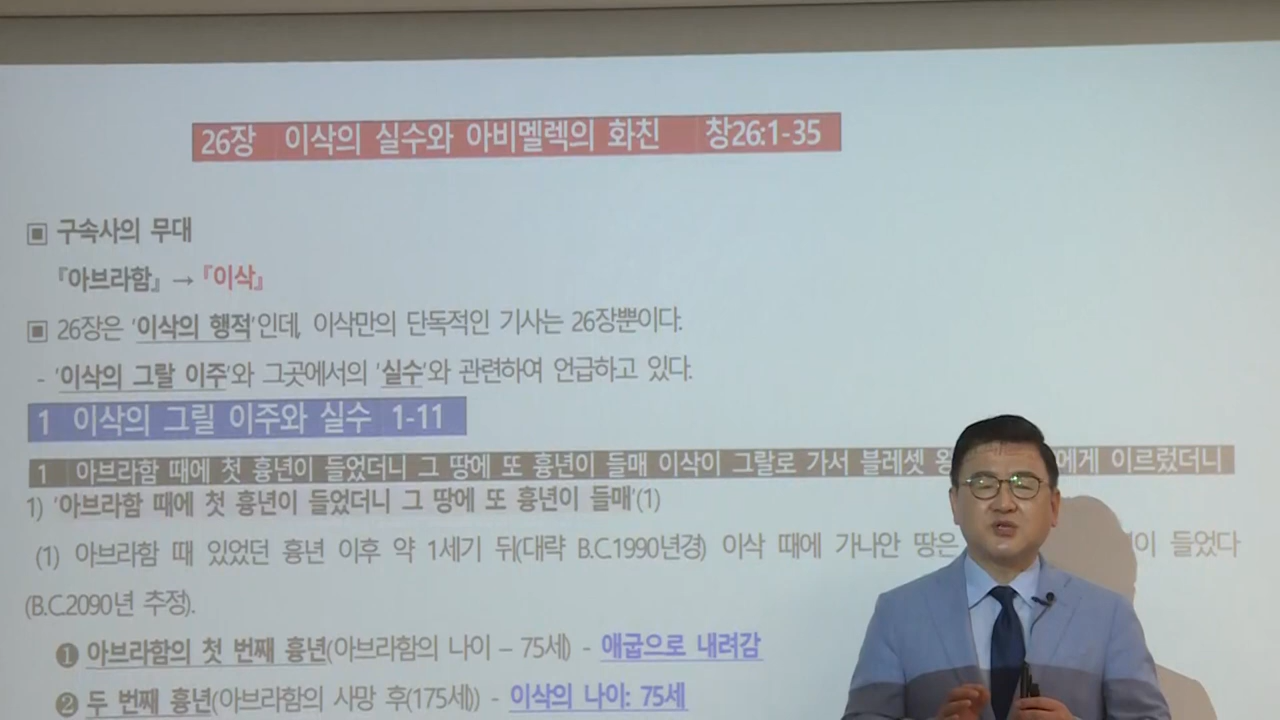 26장 이삭의 실수와 아비멜렉의 화친 창26:1-35
▣ 구속사의 무대
『아브라함』 → 『이삭』
▣ 26장은 '이삭의 행적'인데, 이삭만의 단독적인 기사는 26장뿐이다.
- '이삭의 그랄 이주'와 그곳에서의 '실수'와 관련하여 언급하고 있다.
1 이삭의 그릴 이주와 실수 1-11
1 아브라함 때에 첫 흉년이 들었더니 그 땅에 또 흉년이 들매 이삭이 그랄로 가서 블레셋 왕 에게 이르렀더니
1) '아브라함 때에 첫 흉년이 들었더니 그 땅에 또 흉년이 들매'(1)
(1) 아브라함 때 있었던 흉년 이후 약 1세기 뒤(대략 B.C.1990년경) 이삭 때에 가나안 땅은 들었다
(B.C.2090년 추정).
❶ 아브라함의 첫 번째 흉년(아브라함의 나이 – 75세) - 애굽으로 내려감
❷ 두 번째 흉년(아브라함의 사망 후(175세)) - 이삭의 나이: 75세